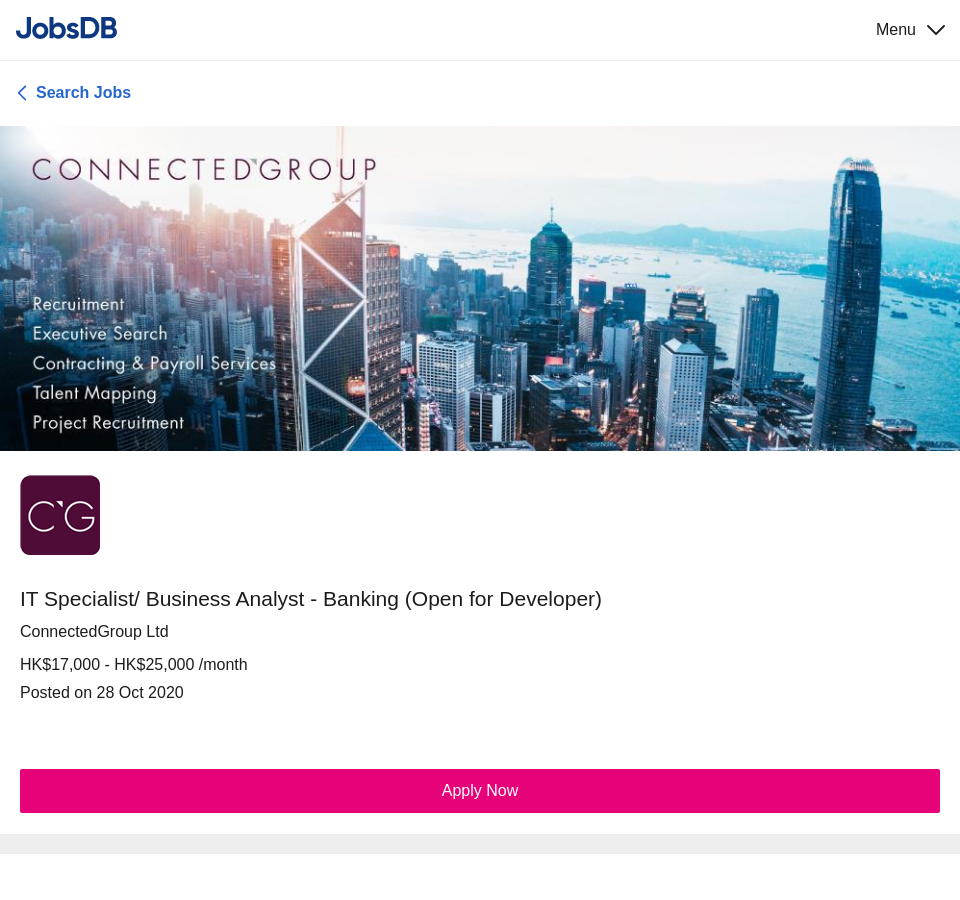 JobsDB
Menu
Search Jobs
CONNECTEDGROUP
Recruitment
Executive Search
Contracting & Payroll Services
Talent Mapping
Project Recruitment
CG
IT Specialist/ Business Analyst - Banking (Open for Developer)
ConnectedGroup Ltd
HK$17,000 - HK$25,000 /month
Posted on 28 Oct 2020
Apply Now